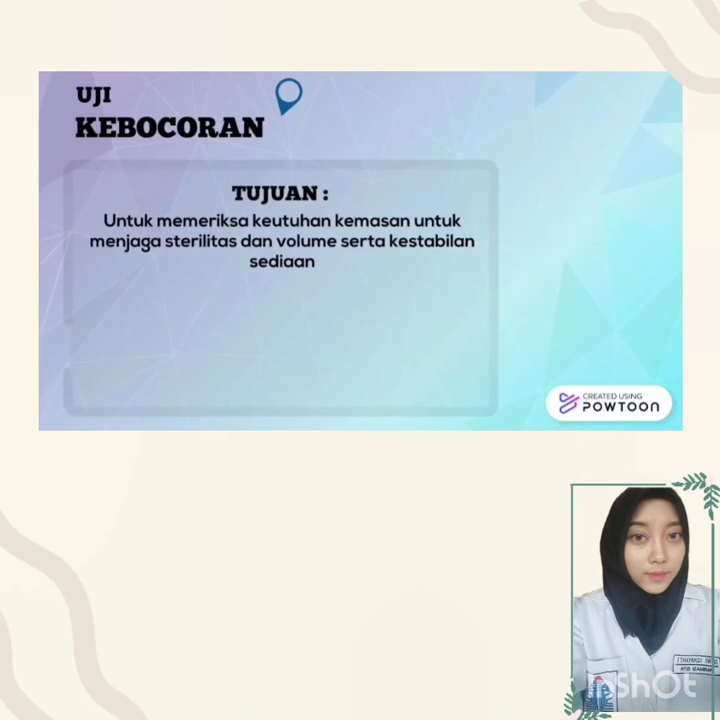 UJI
KEBOCORAN
TUJUAN :
Untuk memeriksa keutuhan kemasan untuk
menjaga sterilitas dan volume serta kestabilan
sediaan
CREATED USING
POWTOON
InShOt